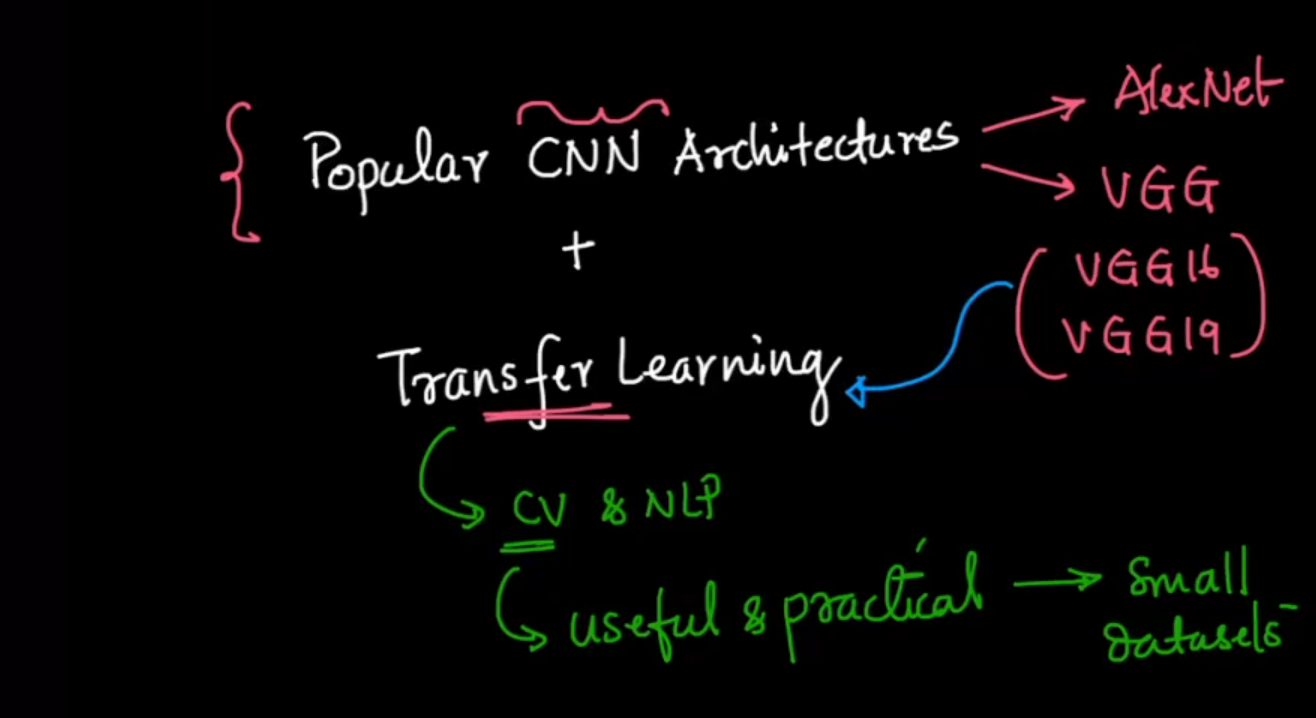 Popular CNN Architectures
AlexNet
VGG
VGG16
VGG19
+
Transfer Learning
CV & NLP
useful & practical
Small
Datasets